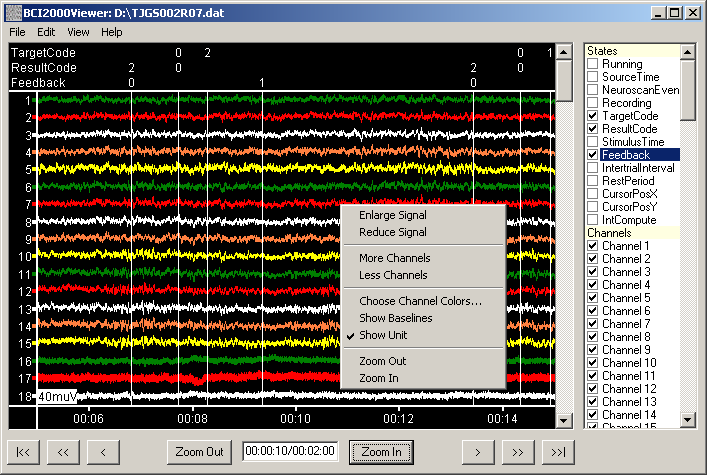 BCI2000Viewer: D:\TJGS002R07.dat
File Edit View Help
TargetCode 0 2 0 1
ResultCode 2 0 2 0
Feedback 0 1 0
1
2
3
4
5
6
7
8
9
10
11
12
13
14
15
16
17
18 40muV
00:06 00:08 00:10 00:12 00:14
Enlarge Signal
Reduce Signal
More Channels
Less Channels
Choose Channel Colors...
Show Baselines
Show Unit
Zoom Out
Zoom In
States
Running
SourceTime
NeuroscanEven
Recording
TargetCode
ResultCode
StimulusTime
Feedback
IntertrialInterval
RestPeriod
CursorPosX
CursorPosY
IntCompute
Channels
Channel 1
Channel 2
Channel 3
Channel 4
Channel 5
Channel 6
Channel 7
Channel 8
Channel 9
Channel 10
Channel 11
Channel 12
Channel 13
Channel 14
Channel 15
|<< << < Zoom Out 00:00:10/00:02:00 Zoom In > >> >>|